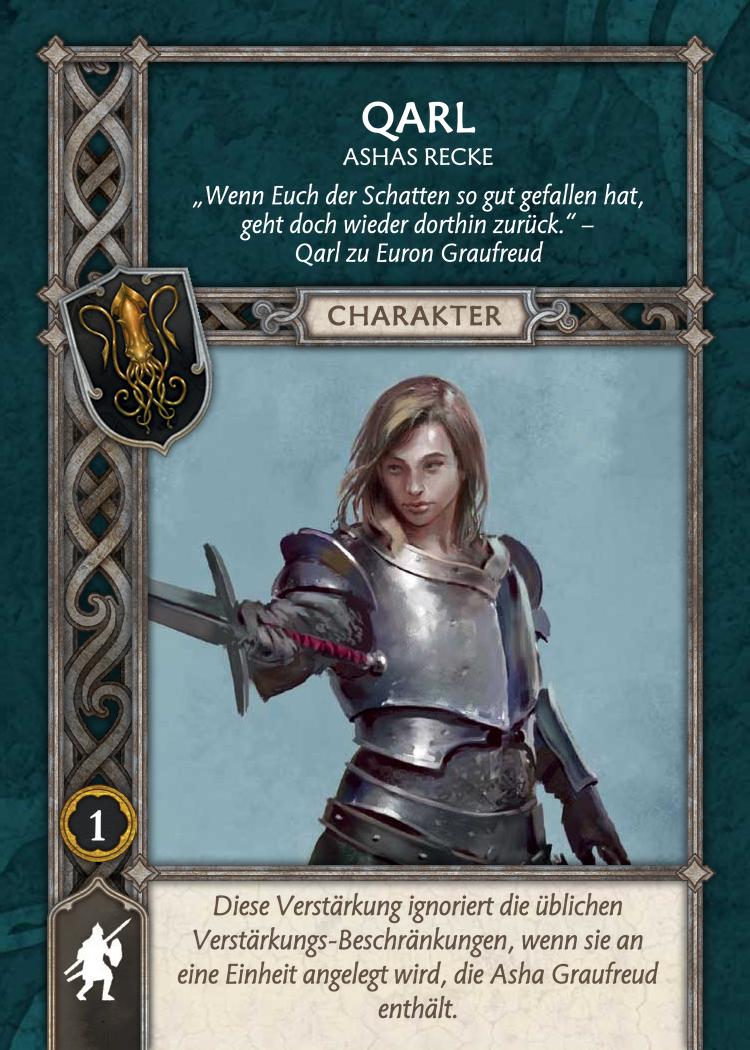 QARL
ASHAS RECKE
„Wenn Euch der Schatten so gut gefallen hat,
geht doch wieder dorthin zurück.“ –
Qarl zu Euron Graufreud
CHARAKTER
1
Diese Verstärkung ignoriert die üblichen
Verstärkungs-Beschränkungen, wenn sie an
eine Einheit angelegt wird, die Asha Graufreud
enthält.